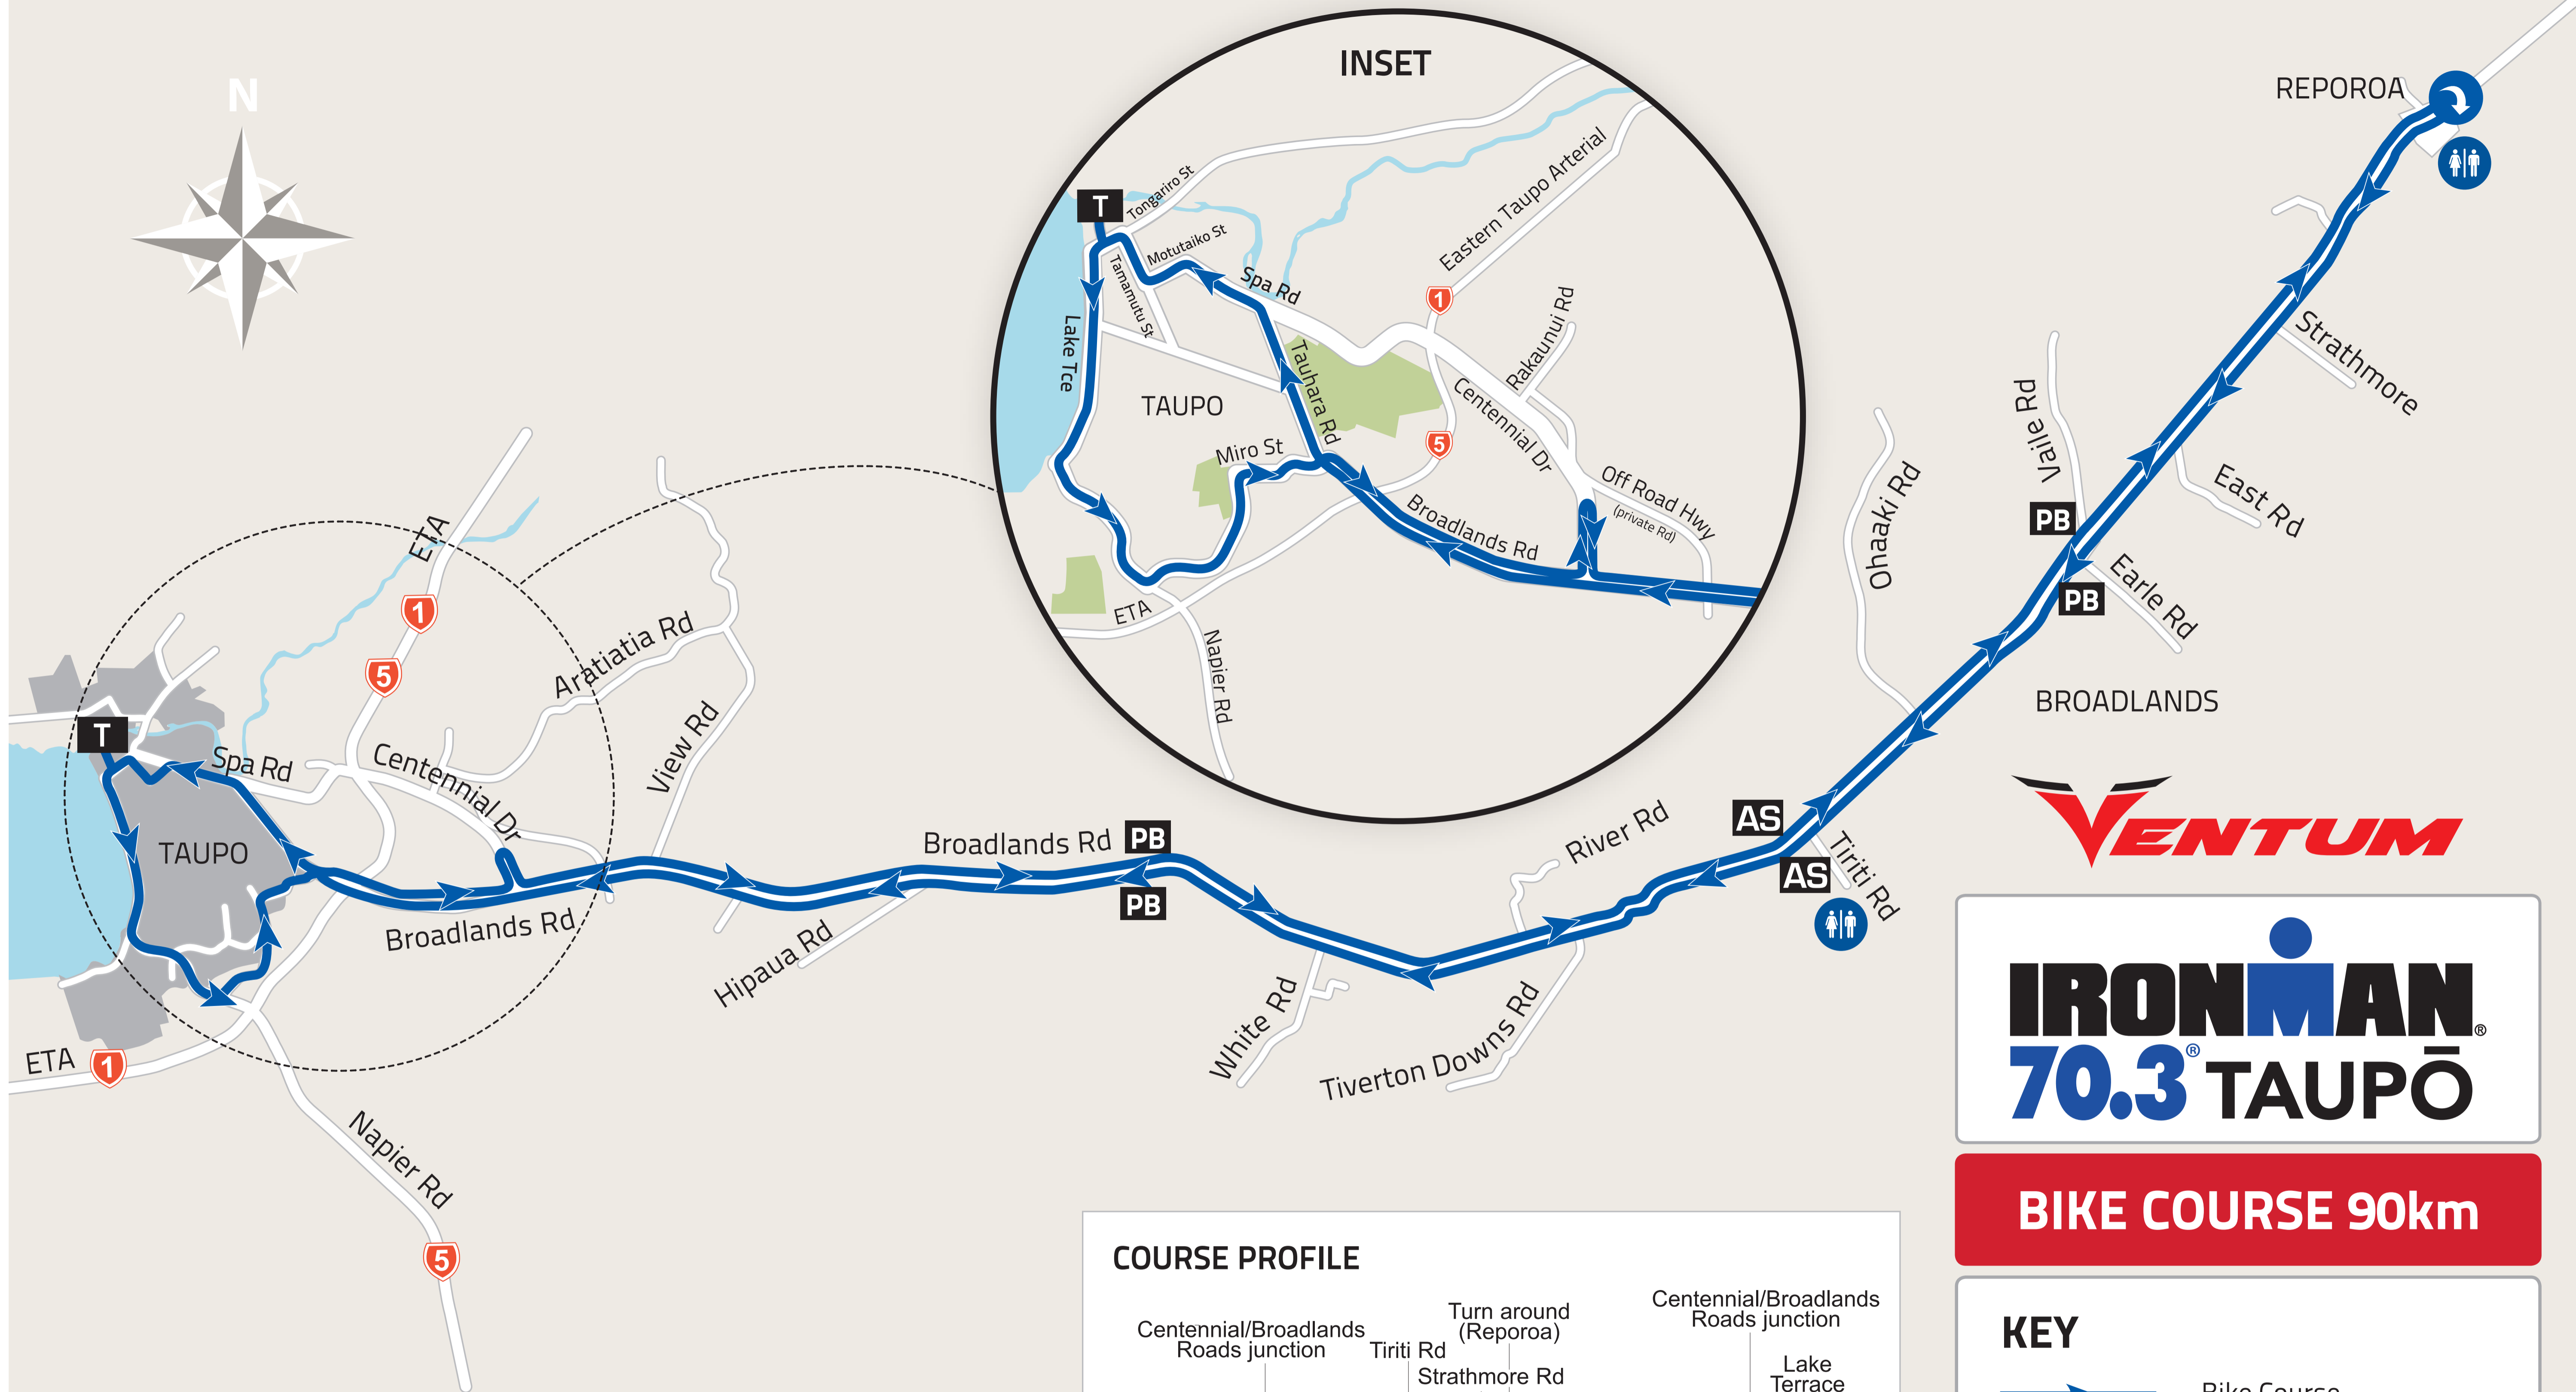 INSET
N
REPOROA
T
Tongariro St
Motutaiko St
Tamamutu St
Spa Rd
Eastern Taupo Arterial
1
Rakaunui Rd
Lake Tce
TAUPO
Tauhara Rd
Centennial Dr
5
Miro St
Off Road Hwy
(private Rd)
Broadlands Rd
ETA
Napier Rd
Strathmore
Vaile Rd
East Rd
Ohaaki Rd
PB
Earle Rd
PB
BROADLANDS
ETA
1
5
Aratiatia Rd
View Rd
T
Spa Rd
Centennial Dr
TAUPO
Broadlands Rd
Broadlands Rd
PB
PB
Hipaua Rd
River Rd
AS
AS
Tiriti Rd
White Rd
Tiverton Downs Rd
ETA
1
Napier Rd
5
VENTUM
IRONMAN®
70.3® TAUPŌ
BIKE COURSE 90km
COURSE PROFILE
Centennial/Broadlands
Roads junction
Tiriti Rd
Turn around
(Reporoa)
Strathmore Rd
Centennial/Broadlands
Roads junction
Lake
Terrace
KEY
Bike Course